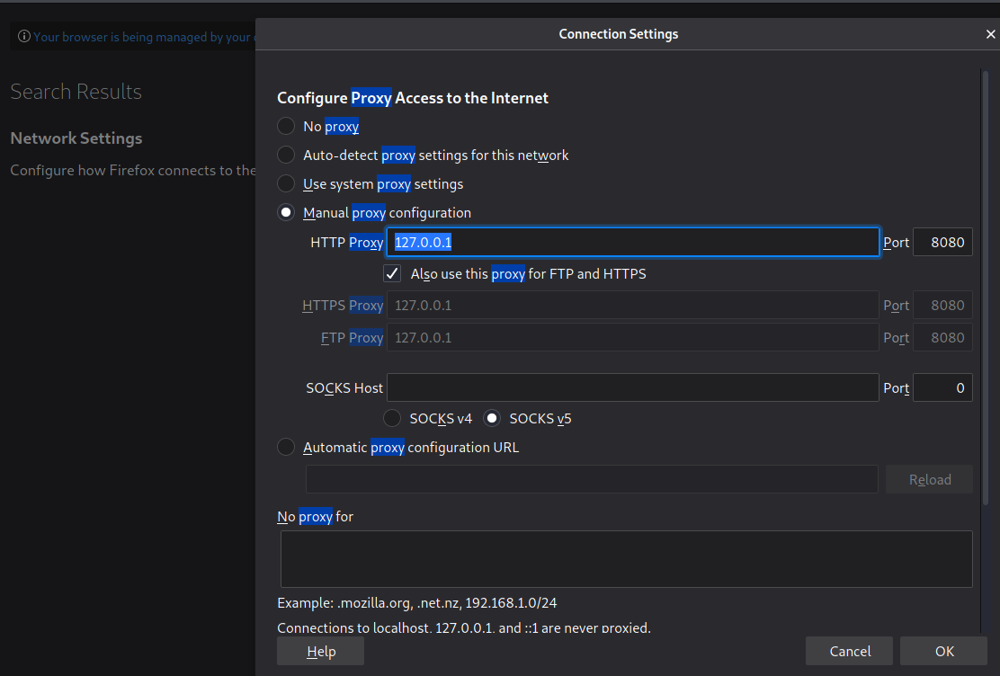 Connection Settings
Your browser is being managed by your
Search Results
Network Settings
Configure how Firefox connects to the
Configure Proxy Access to the Internet
No proxy
Auto-detect proxy settings for this network
Use system proxy settings
Manual proxy configuration
HTTP Proxy 127.0.0.1 Port 8080
Also use this proxy for FTP and HTTPS
HTTPS Proxy 127.0.0.1 Port 8080
FTP Proxy 127.0.0.1 Port 8080
SOCKS Host Port 0
SOCKS v4 SOCKS v5
Automatic proxy configuration URL
Reload
No proxy for
Example: .mozilla.org, .net.nz, 192.168.1.0/24
Connections to localhost, 127.0.0.1, and ::1 are never proxied.
Help Cancel OK